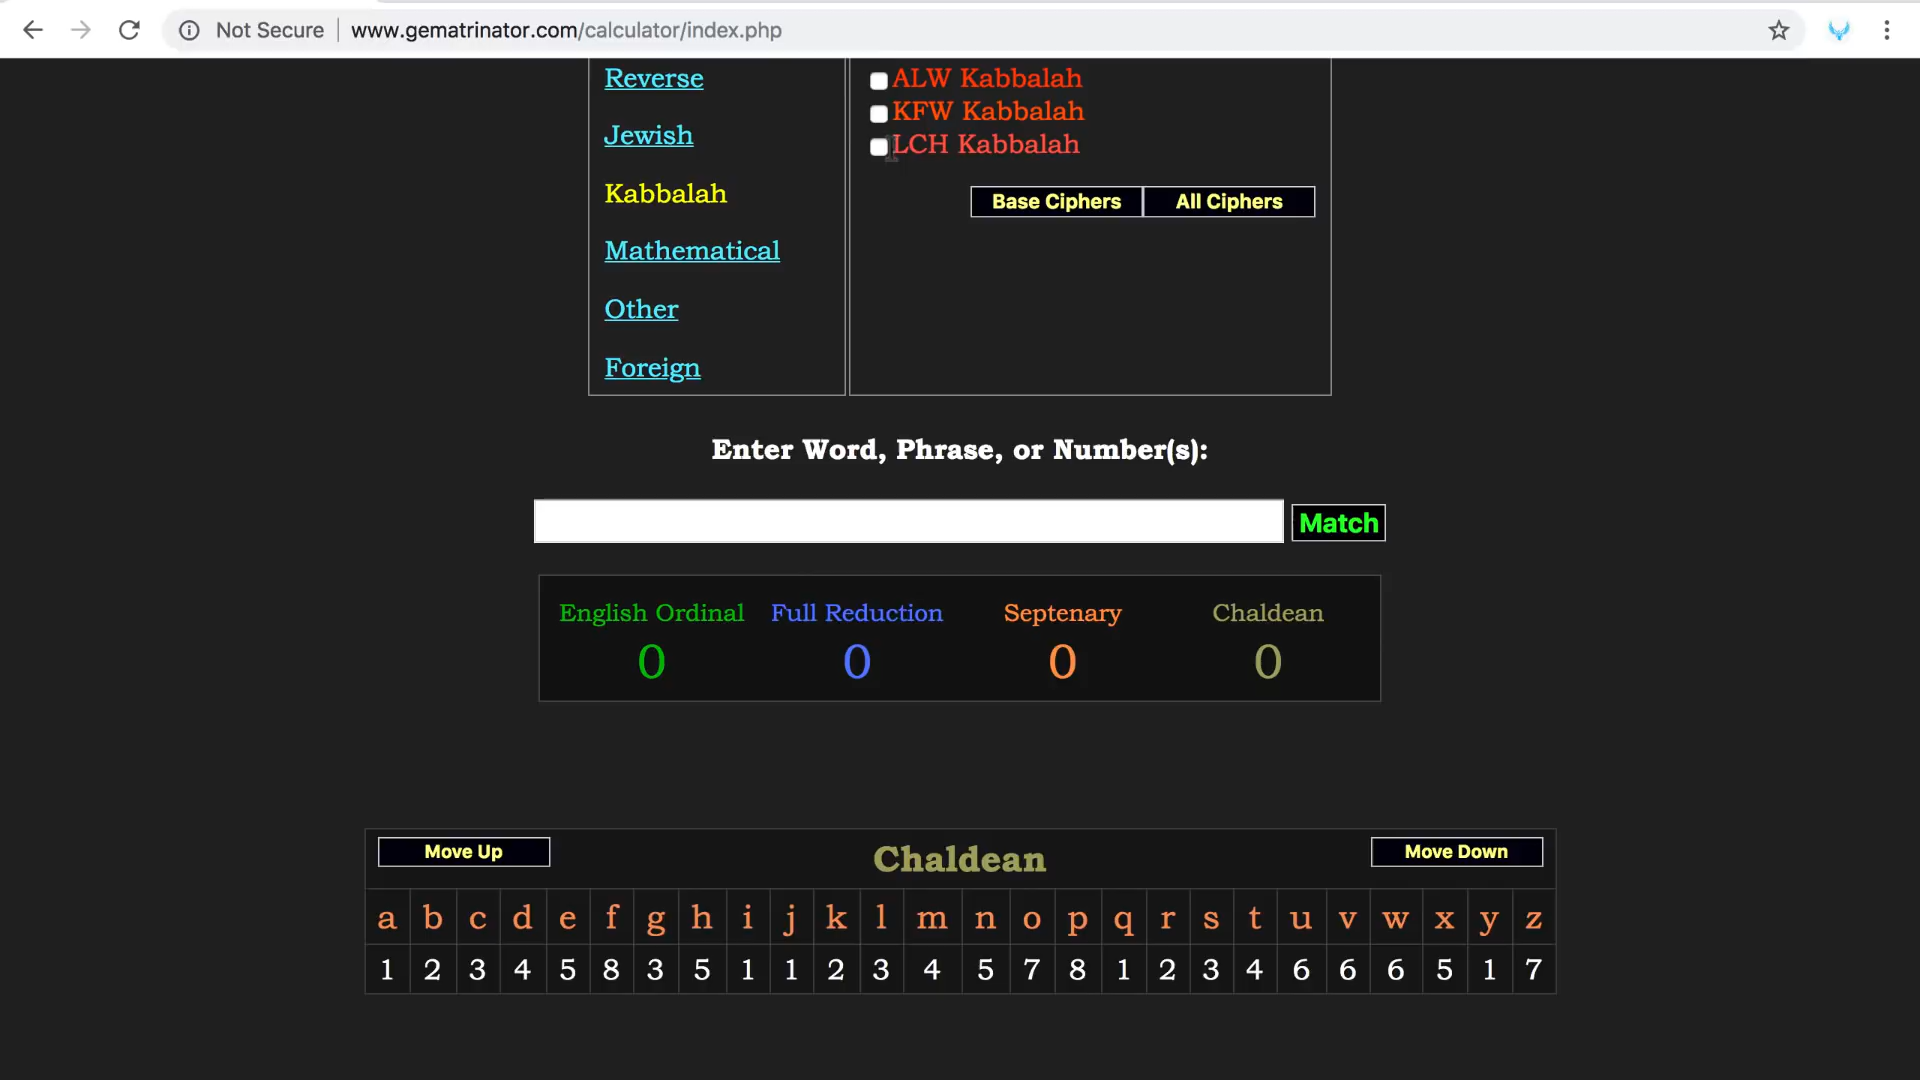 Not Secure | www.gematrinator.com/calculator/index.php
Reverse
Jewish
Kabbalah
Mathematical
Other
Foreign
ALW Kabbalah
KFW Kabbalah
LCH Kabbalah
Base Ciphers All Ciphers
Enter Word, Phrase, or Number(s):
Match
English Ordinal Full Reduction Septenary Chaldean
0 0 0 0
Move Up Chaldean Move Down
a b c d e f g h i j k l m n o p q r s t u v w x y z
1 2 3 4 5 8 3 5 1 1 2 3 4 5 7 8 1 2 3 4 6 6 6 5 1 7